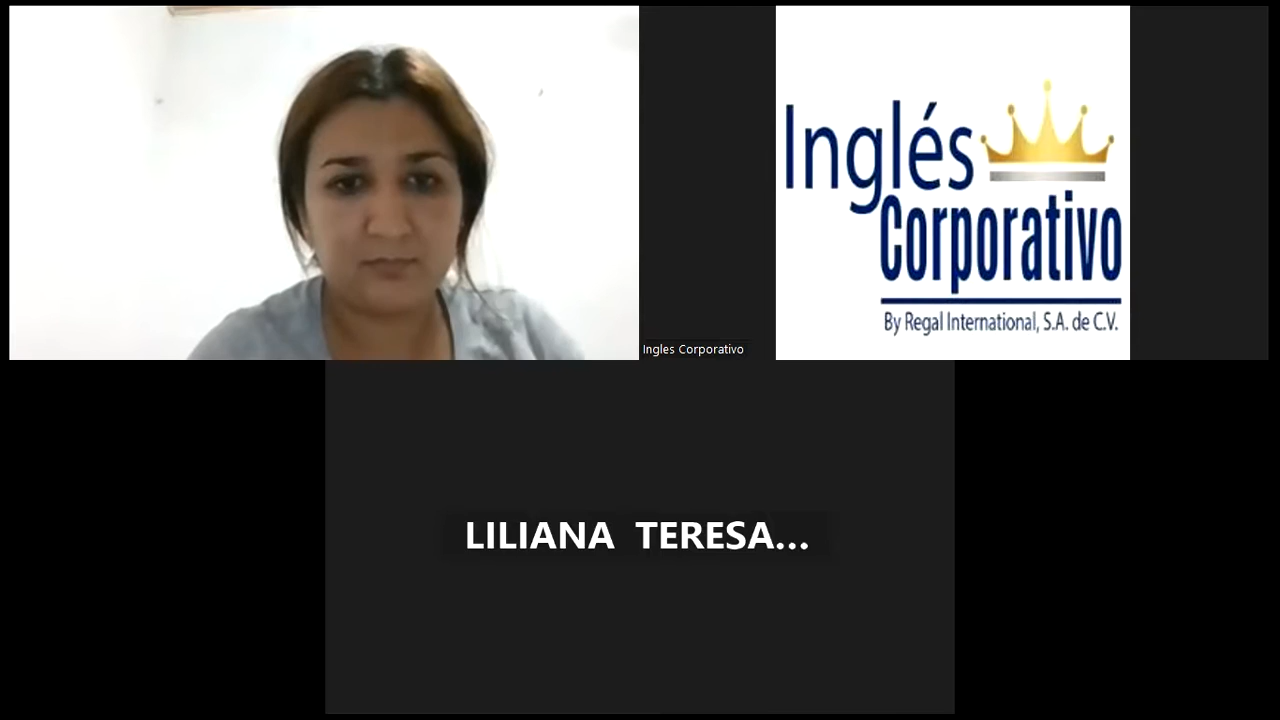 Inglés
Corporativo
By Regal International, S.A. de C.V.
Ingles Corporativo
LILIANA TERESA...